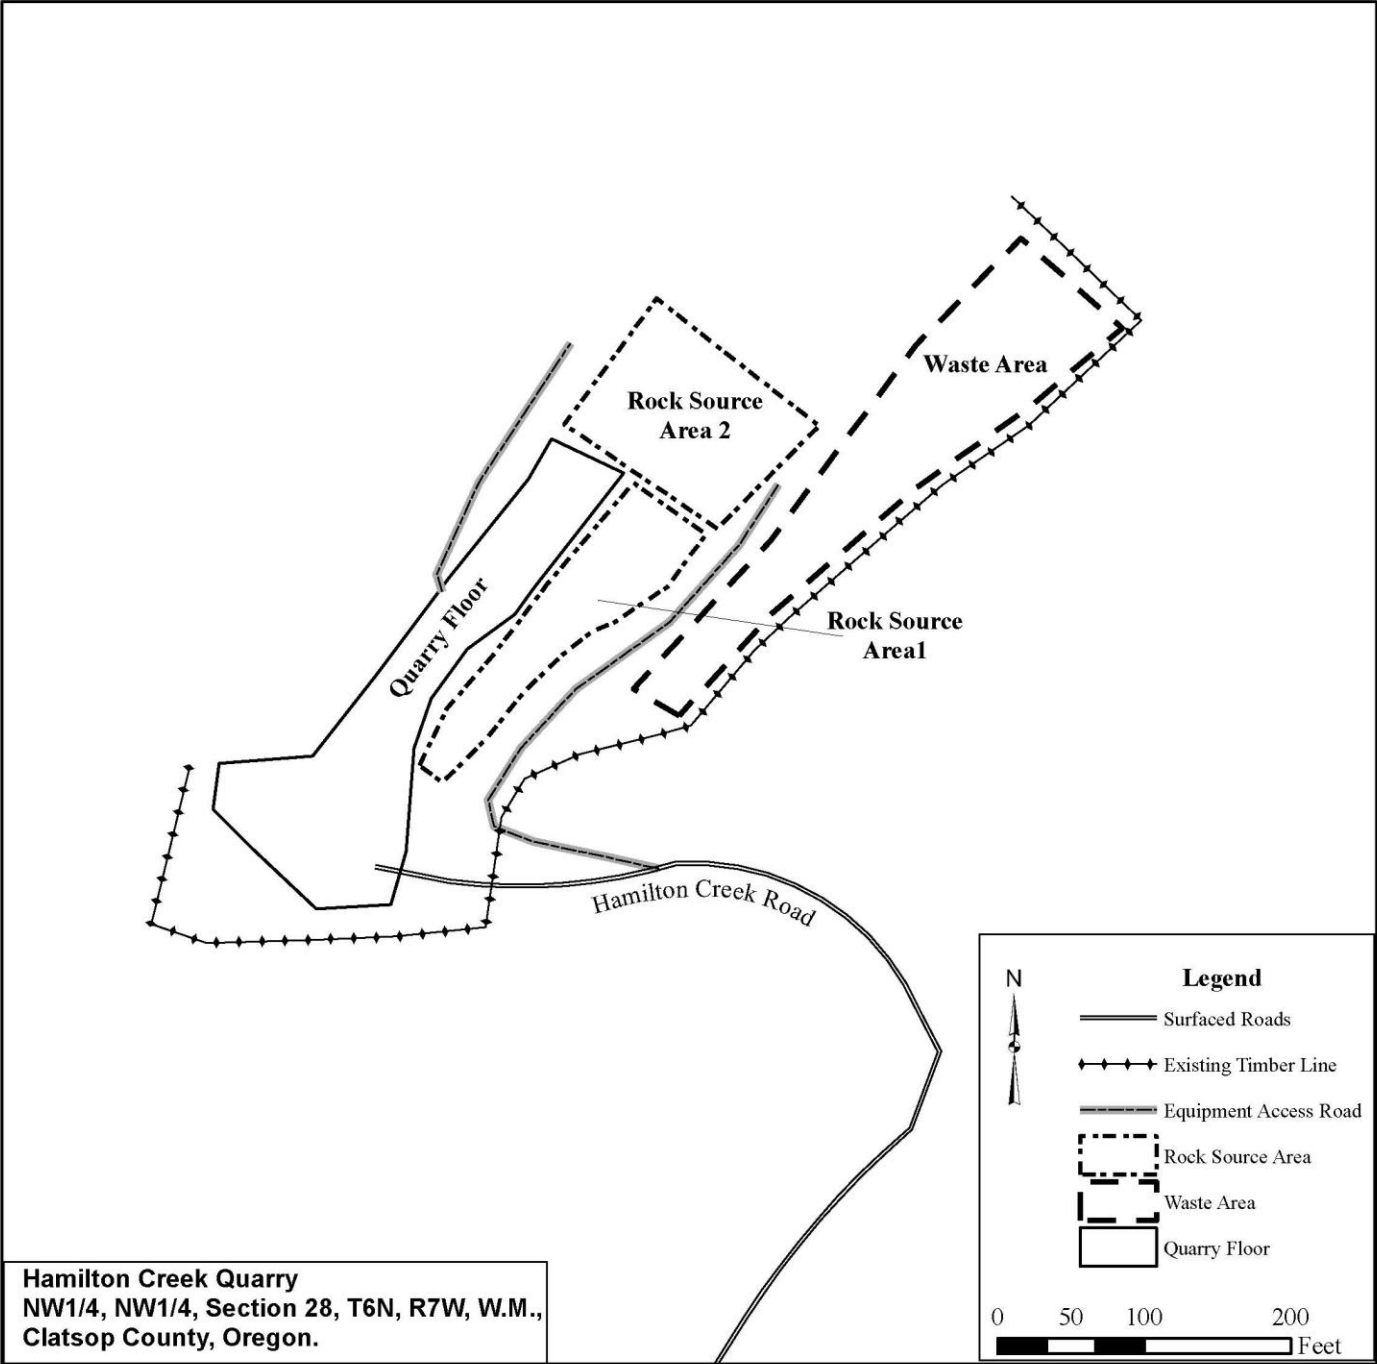 Waste Area
Rock Source
Area 2
Quarry Floor
Rock Source
Area1
Hamilton Creek Road
N
Legend
Surfaced Roads
Existing Timber Line
Equipment Access Road
Rock Source Area
Waste Area
Quarry Floor
0 50 100 200
Feet
Hamilton Creek Quarry
NW1/4, NW1/4, Section 28, T6N, R7W, W.M.,
Clatsop County, Oregon.